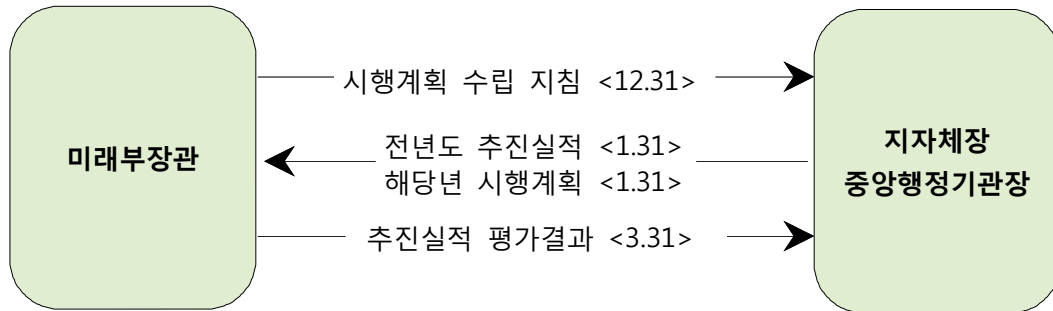 미래부장관
시행계획 수립 지침 <12.31>
전년도 추진실적 <1.31>
해당년 시행계획 <1.31>
추진실적 평가결과 <3.31>
지자체장
중앙행정기관장